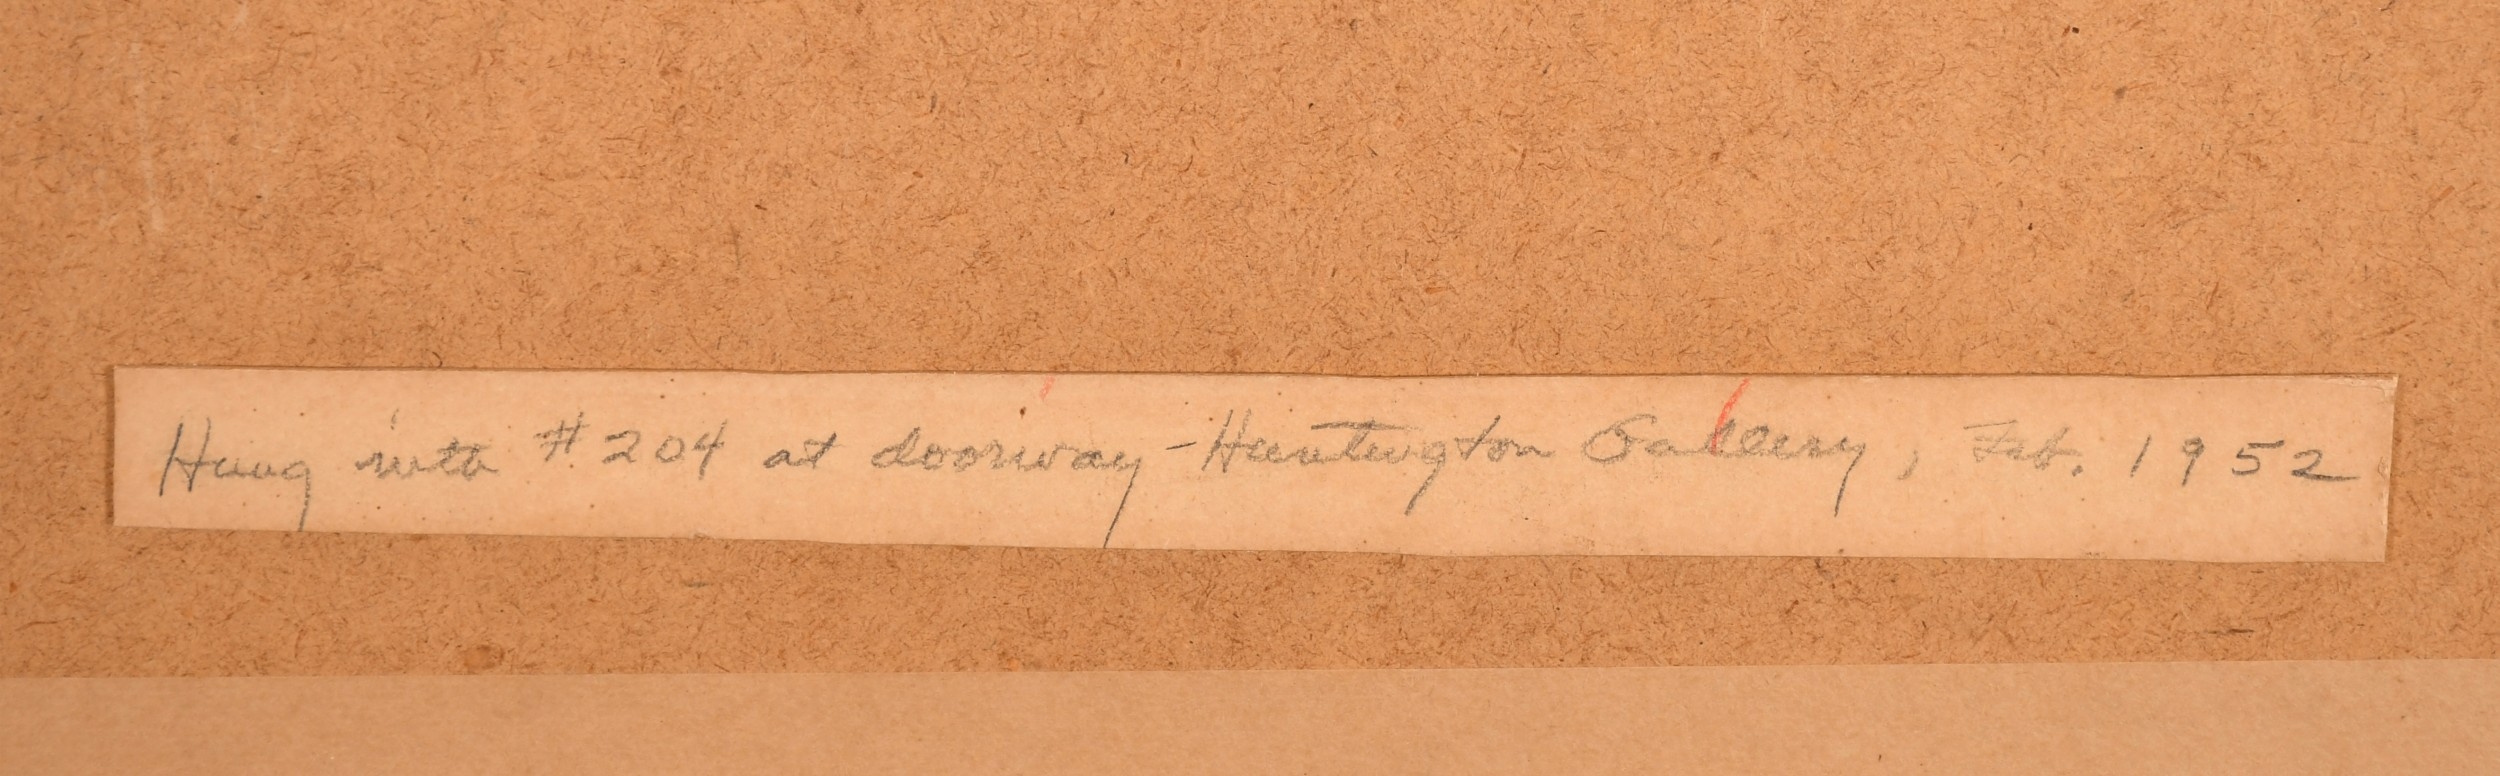 Hung with #204 at doorway - Huntington Gallery, Feb. 1952